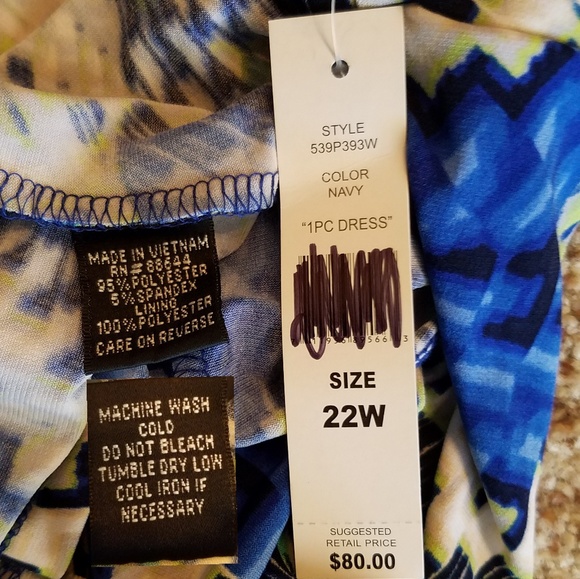 STYLE
539P393W
COLOR
NAVY
"1PC DRESS"
SIZE
22W
SUGGESTED
RETAIL PRICE
$80.00
MADE IN VIETNAM
RN# 88644
95% POLYESTER
5% SPANDEX
LINING
100% POLYESTER
CARE ON REVERSE
MACHINE WASH
COLD
DO NOT BLEACH
TUMBLE DRY LOW
COOL IRON IF
NECESSARY